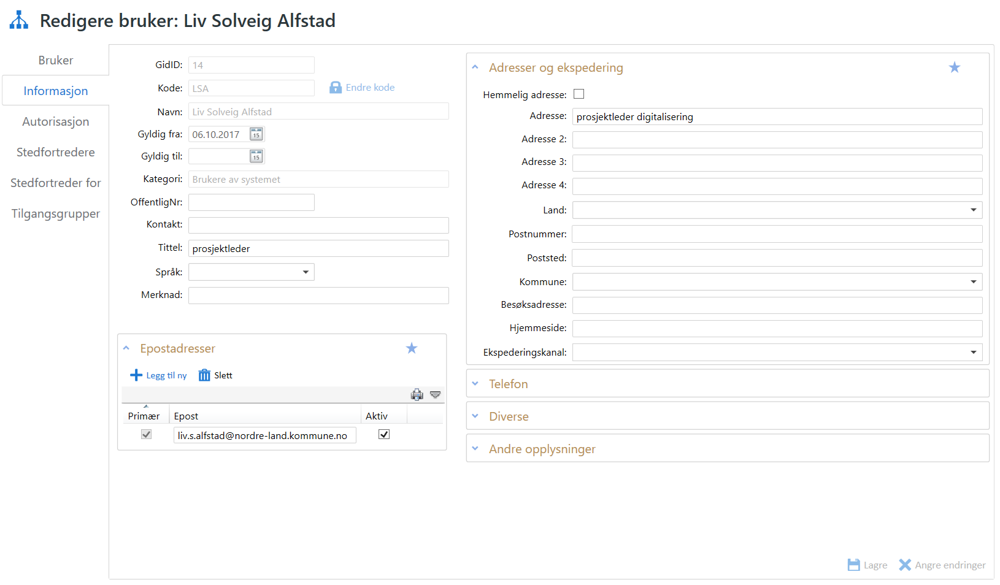 Redigere bruker: Liv Solveig Alfstad
Bruker
Informasjon
Autorisasjon
Stedfortredere
Stedfortreder for
Tilgangsgrupper
GidID: 14
Kode: LSA Endre kode
Navn: Liv Solveig Alfstad
Gyldig fra: 06.10.2017 15
Gyldig til: 15
Kategori: Brukere av systemet
OffentligNr:
Kontakt:
Tittel: prosjektleder
Språk:
Merknad:
Epostadresser
Legg til ny Slett
Primær Epost Aktiv
liv.s.alfstad@nordre-land.kommune.no
Adresser og ekspedering
Hemmelig adresse:
Adresse: prosjektleder digitalisering
Adresse 2:
Adresse 3:
Adresse 4:
Land:
Postnummer:
Poststed:
Kommune:
Besøksadresse:
Hjemmeside:
Ekspederingskanal:
Telefon
Diverse
Andre opplysninger
Lagre Angre endringer